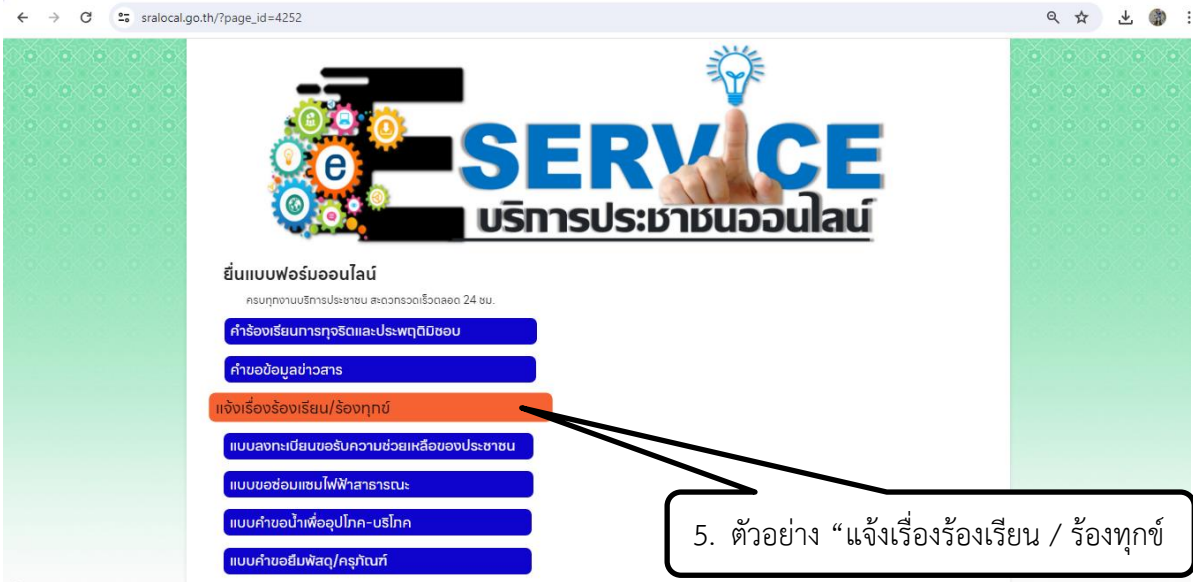 sralocal.go.th/?page_id=4252
e SERVICE
บริการประชาชนออนไลน์
ยื่นแบบฟอร์มออนไลน์
ครบทุกงานบริการประชาชน สะดวกรวดเร็วตลอด 24 ชม.
คำร้องเรียนการทุจริตและประพฤติมิชอบ
คำขอข้อมูลข่าวสาร
แจ้งเรื่องร้องเรียน/ร้องทุกข์
แบบลงทะเบียนขอรับความช่วยเหลือของประชาชน
แบบขอซ่อมแซมไฟฟ้าสาธารณะ
แบบคำขอน้ำเพื่ออุปโภค-บริโภค
แบบคำขอยืมพัสดุ/ครุภัณฑ์
5. ตัวอย่าง “แจ้งเรื่องร้องเรียน / ร้องทุกข์